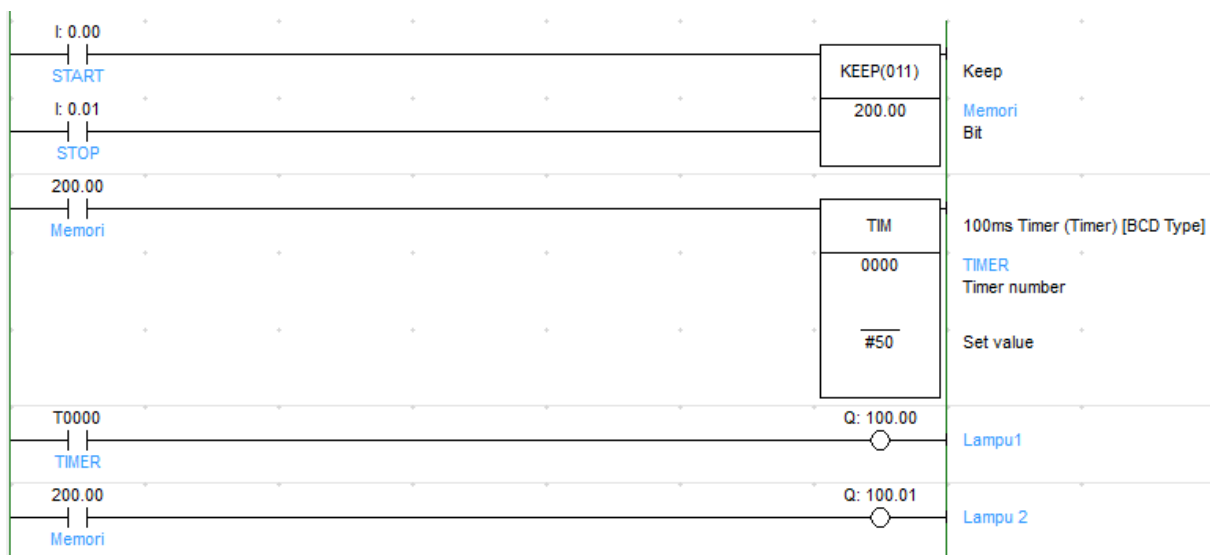 I: 0.00
START
KEEP(011)
Keep
I: 0.01
STOP
200.00
Memori
Bit
200.00
Memori
TIM
100ms Timer (Timer) [BCD Type]
0000
TIMER
Timer number
#50
Set value
T0000
TIMER
Q: 100.00
Lampu1
200.00
Memori
Q: 100.01
Lampu 2